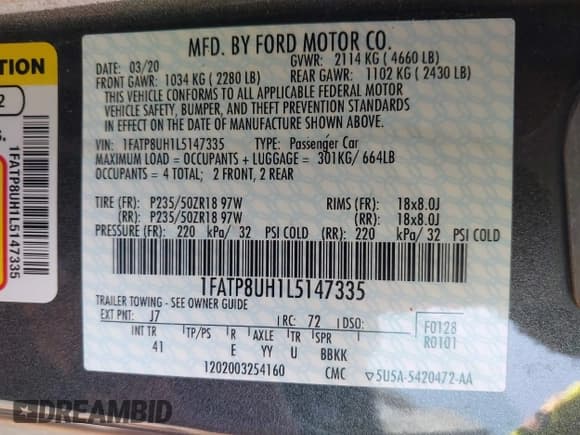 MFD. BY FORD MOTOR CO.
DATE: 03/20 GVWR: 2114 KG ( 4660 LB)
FRONT GAWR: 1034 KG ( 2280 LB) REAR GAWR: 1102 KG ( 2430 LB)
THIS VEHICLE CONFORMS TO ALL APPLICABLE FEDERAL MOTOR
VEHICLE SAFETY, BUMPER, AND THEFT PREVENTION STANDARDS
IN EFFECT ON THE DATE OF MANUFACTURE SHOWN ABOVE.
VIN: 1FATP8UH1L5147335 TYPE: Passenger Car
MAXIMUM LOAD = OCCUPANTS + LUGGAGE = 301KG/ 664LB
OCCUPANTS = 4 TOTAL; 2 FRONT, 2 REAR
TIRE (FR): P235/50ZR18 97W RIMS (FR): 18x8.0J
(RR): P235/50ZR18 97W (RR): 18x8.0J
PRESSURE (FR): 220 kPa/ 32 PSI COLD (RR): 220 kPa/ 32 PSI COLD
1FATP8UH1L5147335
TRAILER TOWING - SEE OWNER GUIDE
EXT PNT: J7 RC: 72 DSO: F0128
R0101
INT TR TP/PS R AXLE TR SPR
41 E YY U BBKK
1202003254160 CMC ▽5U5A-5420472-AA
TION
2
S.
1FATP8UH1L5147335
DREAMBID